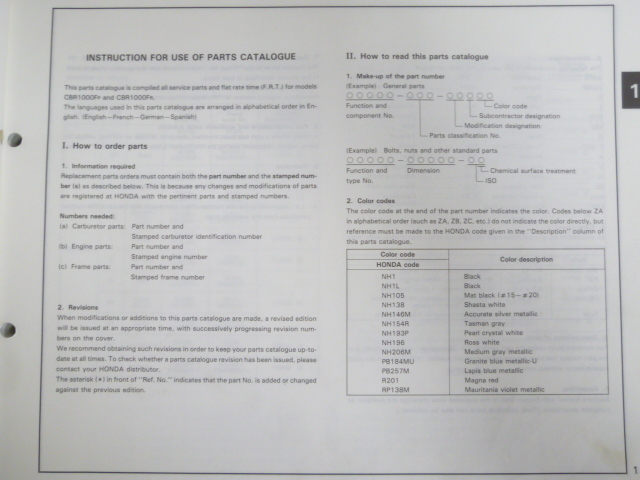 INSTRUCTION FOR USE OF PARTS CATALOGUE
This parts catalogue is compiled all service parts and flat rate time (F.R.T.) for models
CBR1000FH and CBR1000FK.
The languages used in this parts catalogue are arranged in alphabetical order in En-
glish. (English—French—German—Spanish)
I. How to order parts
1. Information required
Replacement parts orders must contain both the part number and the stamped num-
ber (s) as described below. This is because any changes and modifications of parts
are registered at HONDA with the pertinent parts and stamped numbers.
Numbers needed:
(a) Carburetor parts: Part number and
Stamped carburetor identification number
(b) Engine parts: Part number and
Stamped engine number
(c) Frame parts: Part number and
Stamped frame number
2. Revisions
When modifications or additions to this parts catalogue are made, a revised edition
will be issued at an appropriate time, with successively progressing revision num-
bers on the cover.
We recommend obtaining such revisions in order to keep your parts catalogue up-to-
date at all times. To check whether a parts catalogue revision has been issued, please
contact your HONDA distributor.
The asterisk (*) in front of "Ref. No." indicates that the part No. is added or changed
against the previous edition.
II. How to read this parts catalogue
1. Make-up of the part number
(Example) General parts
○○○○○-○○○-○○○○○
Function and
component No.
Color code
Subcontractor designation
Modification designation
Parts classification No.
(Example) Bolts, nuts and other standard parts
○○○○○-○○○○○-○○
Function and
type No.
Dimension
Chemical surface treatment
ISO
2. Color codes
The color code at the end of the part number indicates the color. Codes below ZA
in alphabetical order (such as ZA, ZB, ZC, etc.) do not indicate the color directly, but
reference must be made to the HONDA code given in the "Description" column of
this parts catalogue.
Color code
HONDA code
Color description
NH1 Black
NH1L Black
NH105 Mat black (#15—#20)
NH138 Shasta white
NH146M Accurate silver metallic
NH154R Tasman gray
NH193P Pearl crystal white
NH196 Ross white
NH206M Medium grey metallic
PB184MU Granite blue metallic-U
PB257M Lapis blue metallic
R201 Magna red
RP138M Mauritania violet metallic
1
1